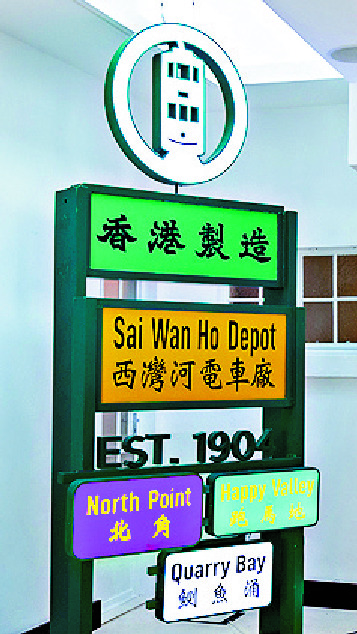 香港製造
Sai Wan Ho Depot
西灣河電車廠
EST. 1904
North Point
北角
Happy Valley
跑馬地
Quarry Bay
鰂魚涌